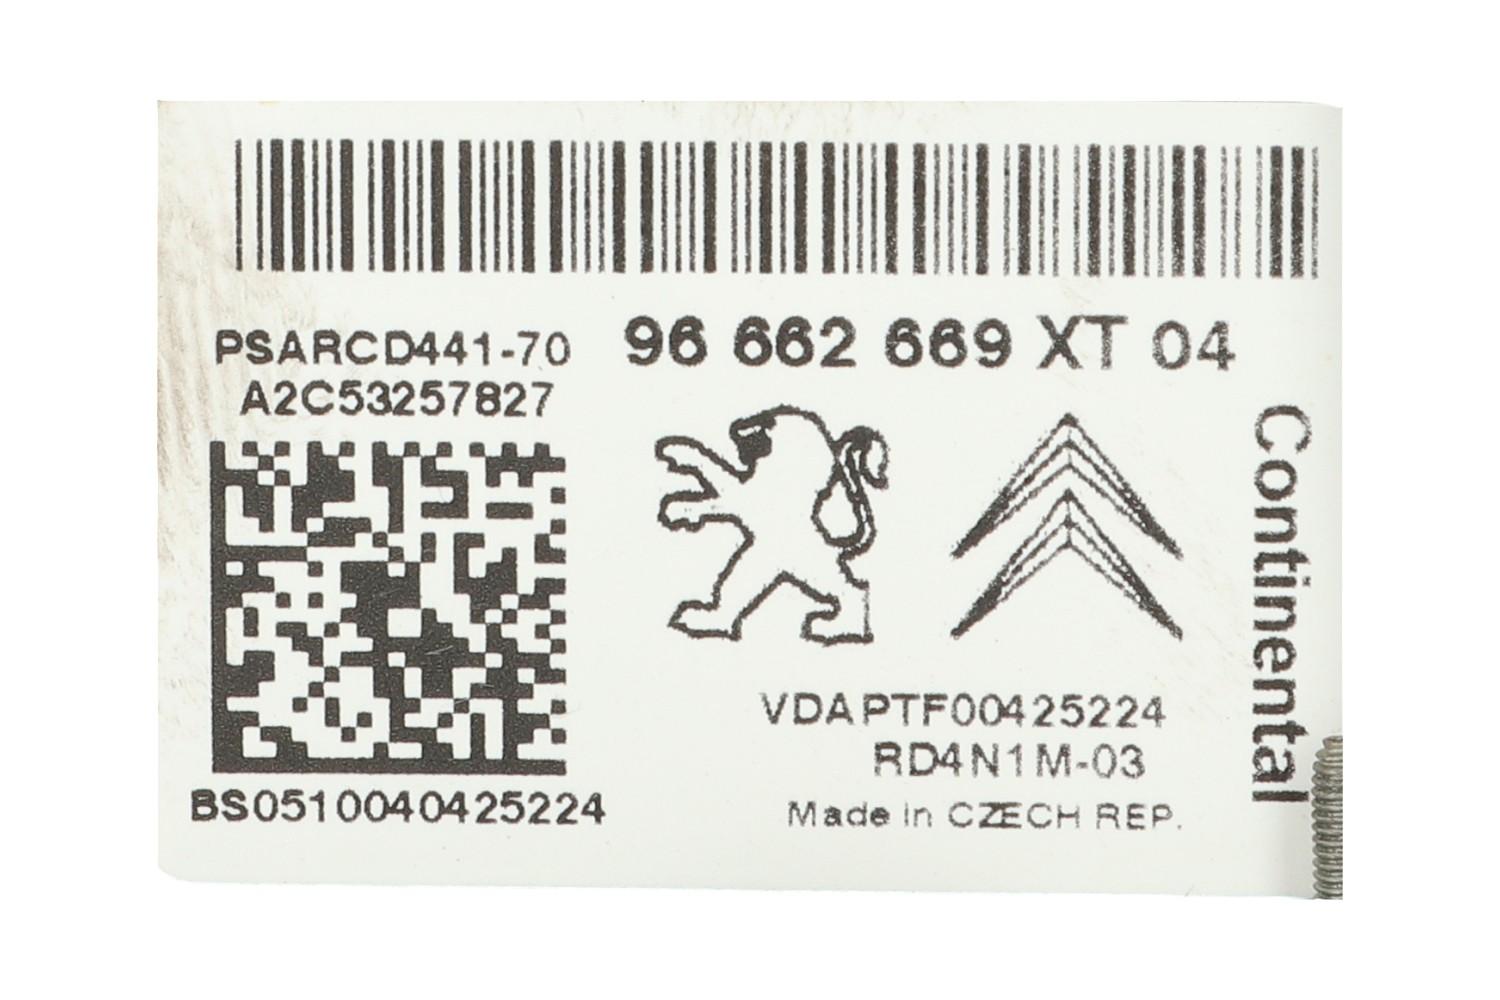 PSARCD441-70
A2C53257827
96 662 669 XT 04
Continental
VDAPTF00425224
RD4N1M-03
Made in CZECH REP.
BS0510040425224